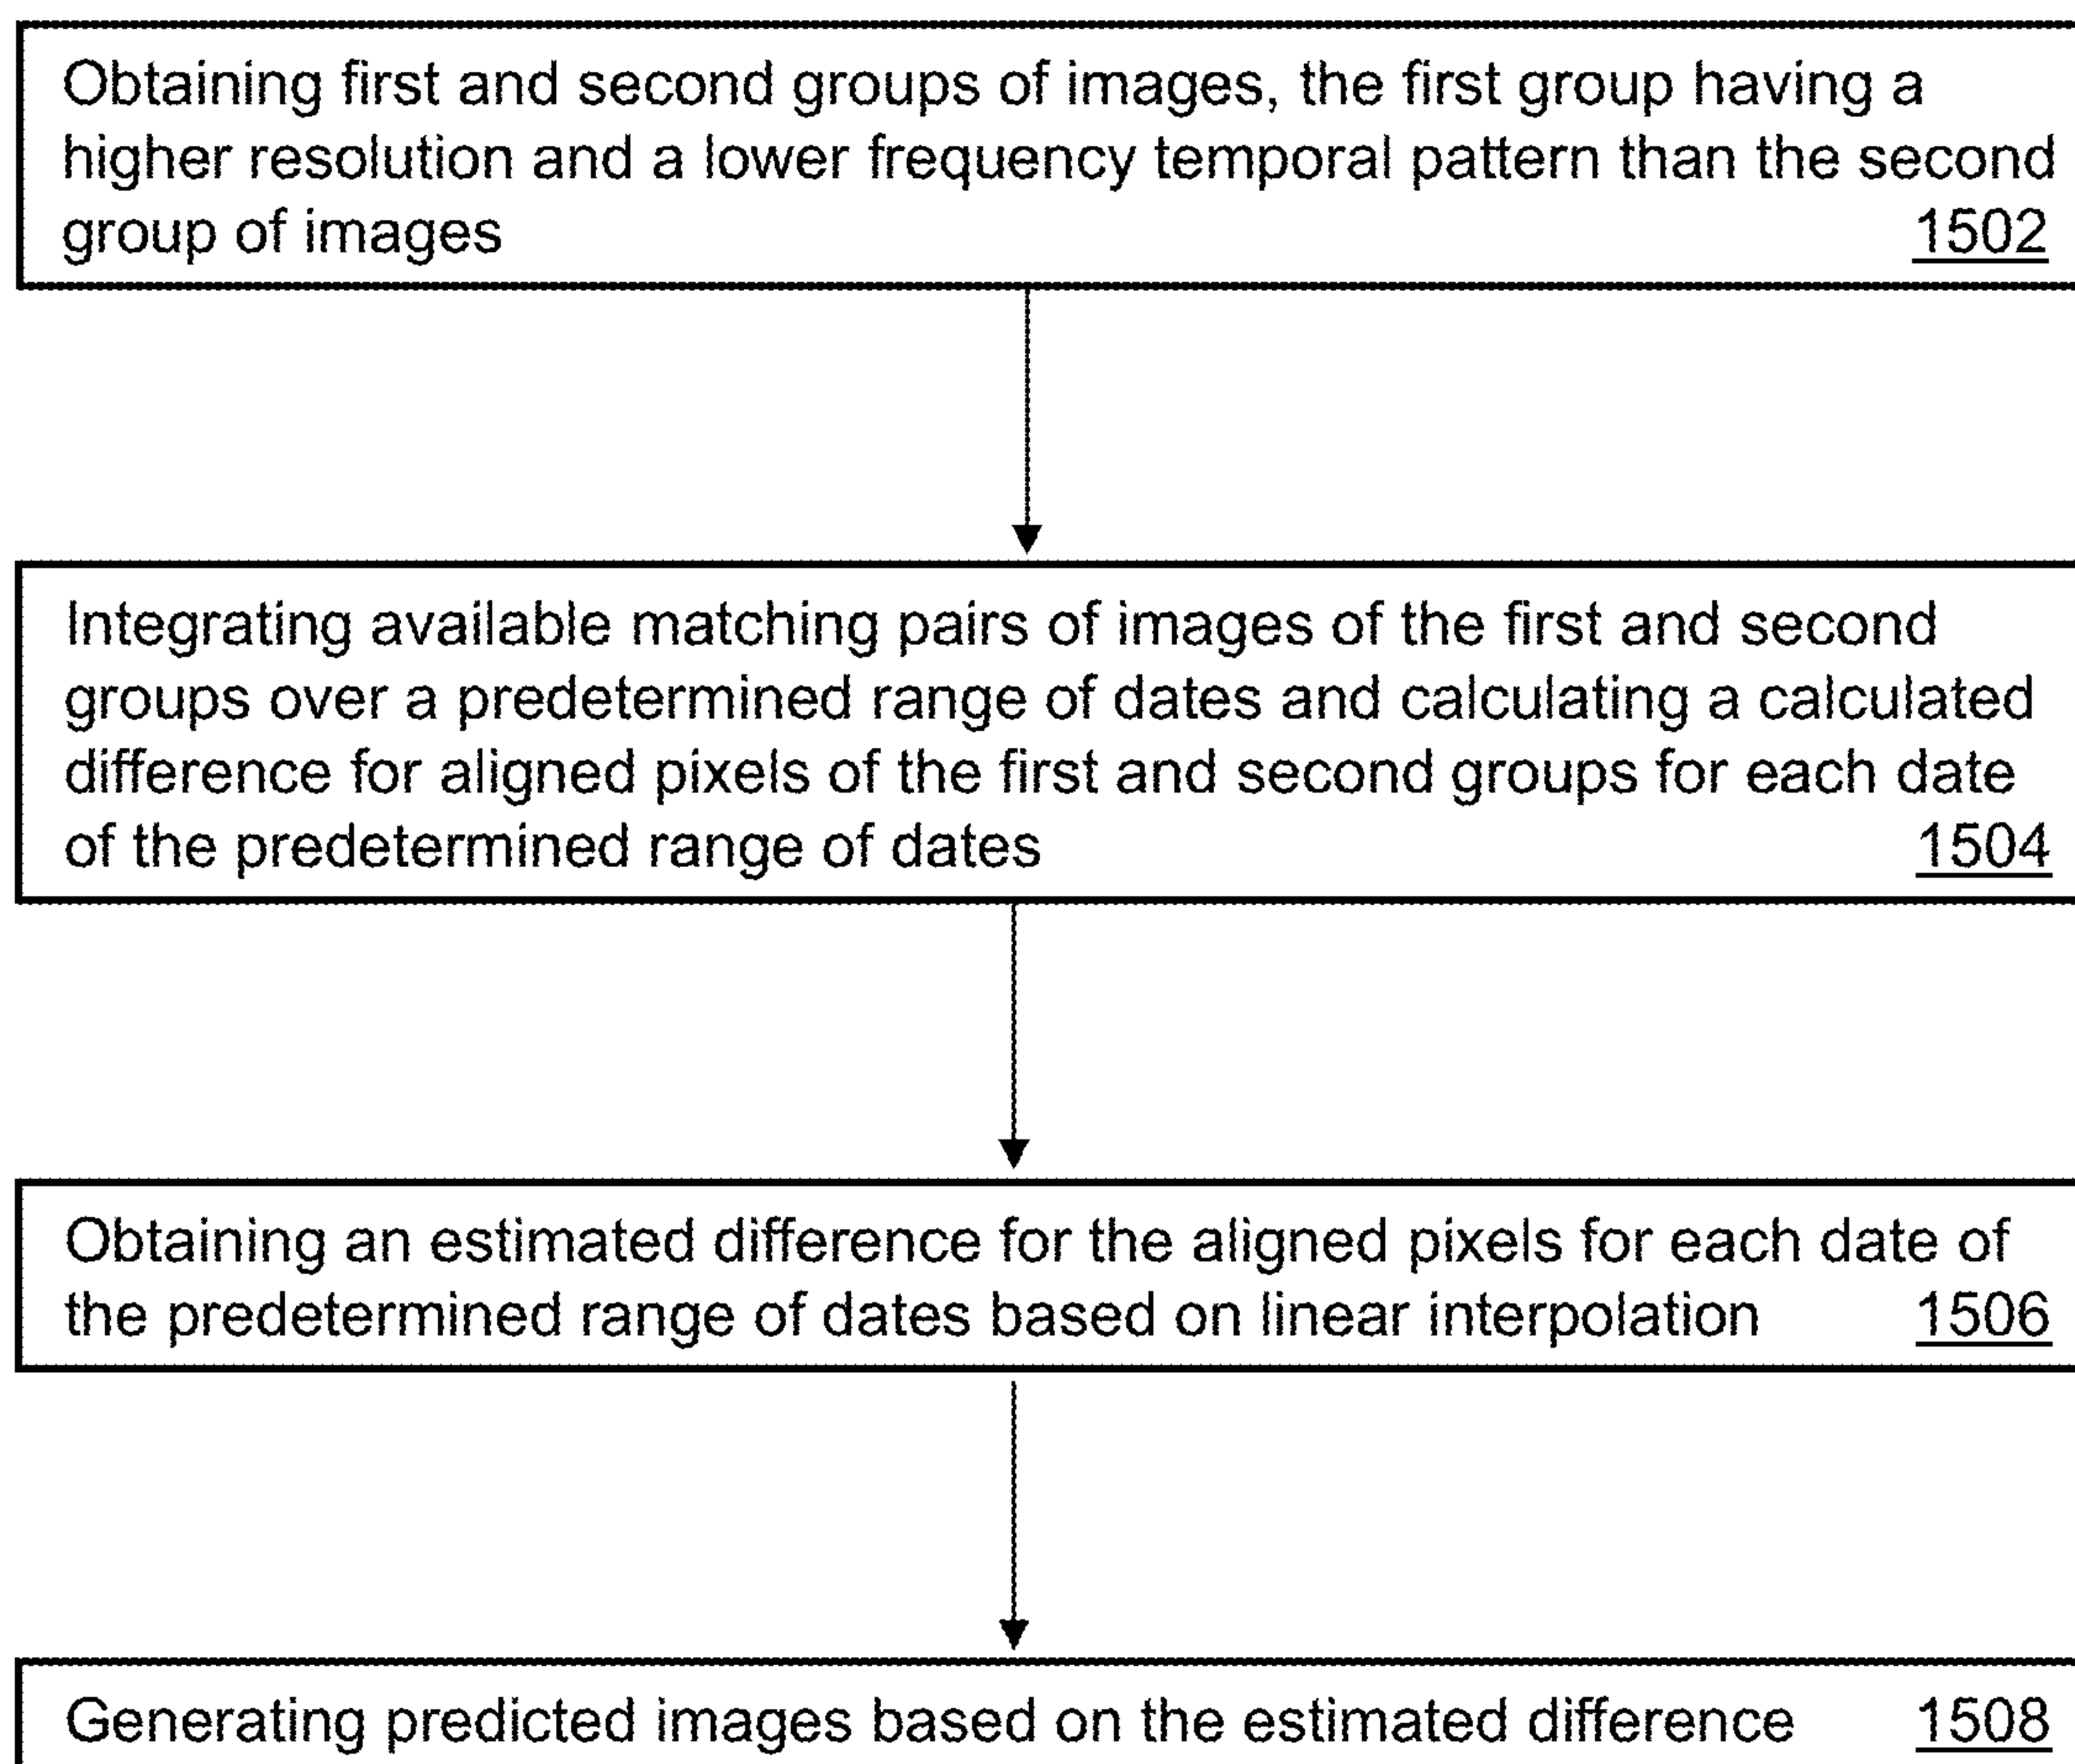 Obtaining first and second groups of images, the first group having a
higher resolution and a lower frequency temporal pattern than the second
group of images 1502
Integrating available matching pairs of images of the first and second
groups over a predetermined range of dates and calculating a calculated
difference for aligned pixels of the first and second groups for each date
of the predetermined range of dates 1504
Obtaining an estimated difference for the aligned pixels for each date of
the predetermined range of dates based on linear interpolation 1506
Generating predicted images based on the estimated difference 1508